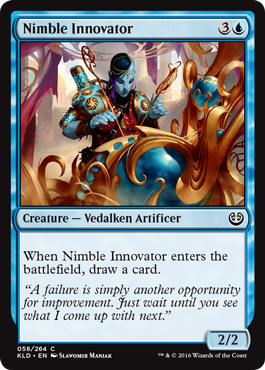 Nimble Innovator 3
Creature — Vedalken Artificer
When Nimble Innovator enters the
battlefield, draw a card.
“A failure is simply another opportunity
for improvement. Just wait until you see
what I come up with next.”
2/2
058/264 C
KLD • EN Slawomir Maniak
™ & © 2016 Wizards of the Coast